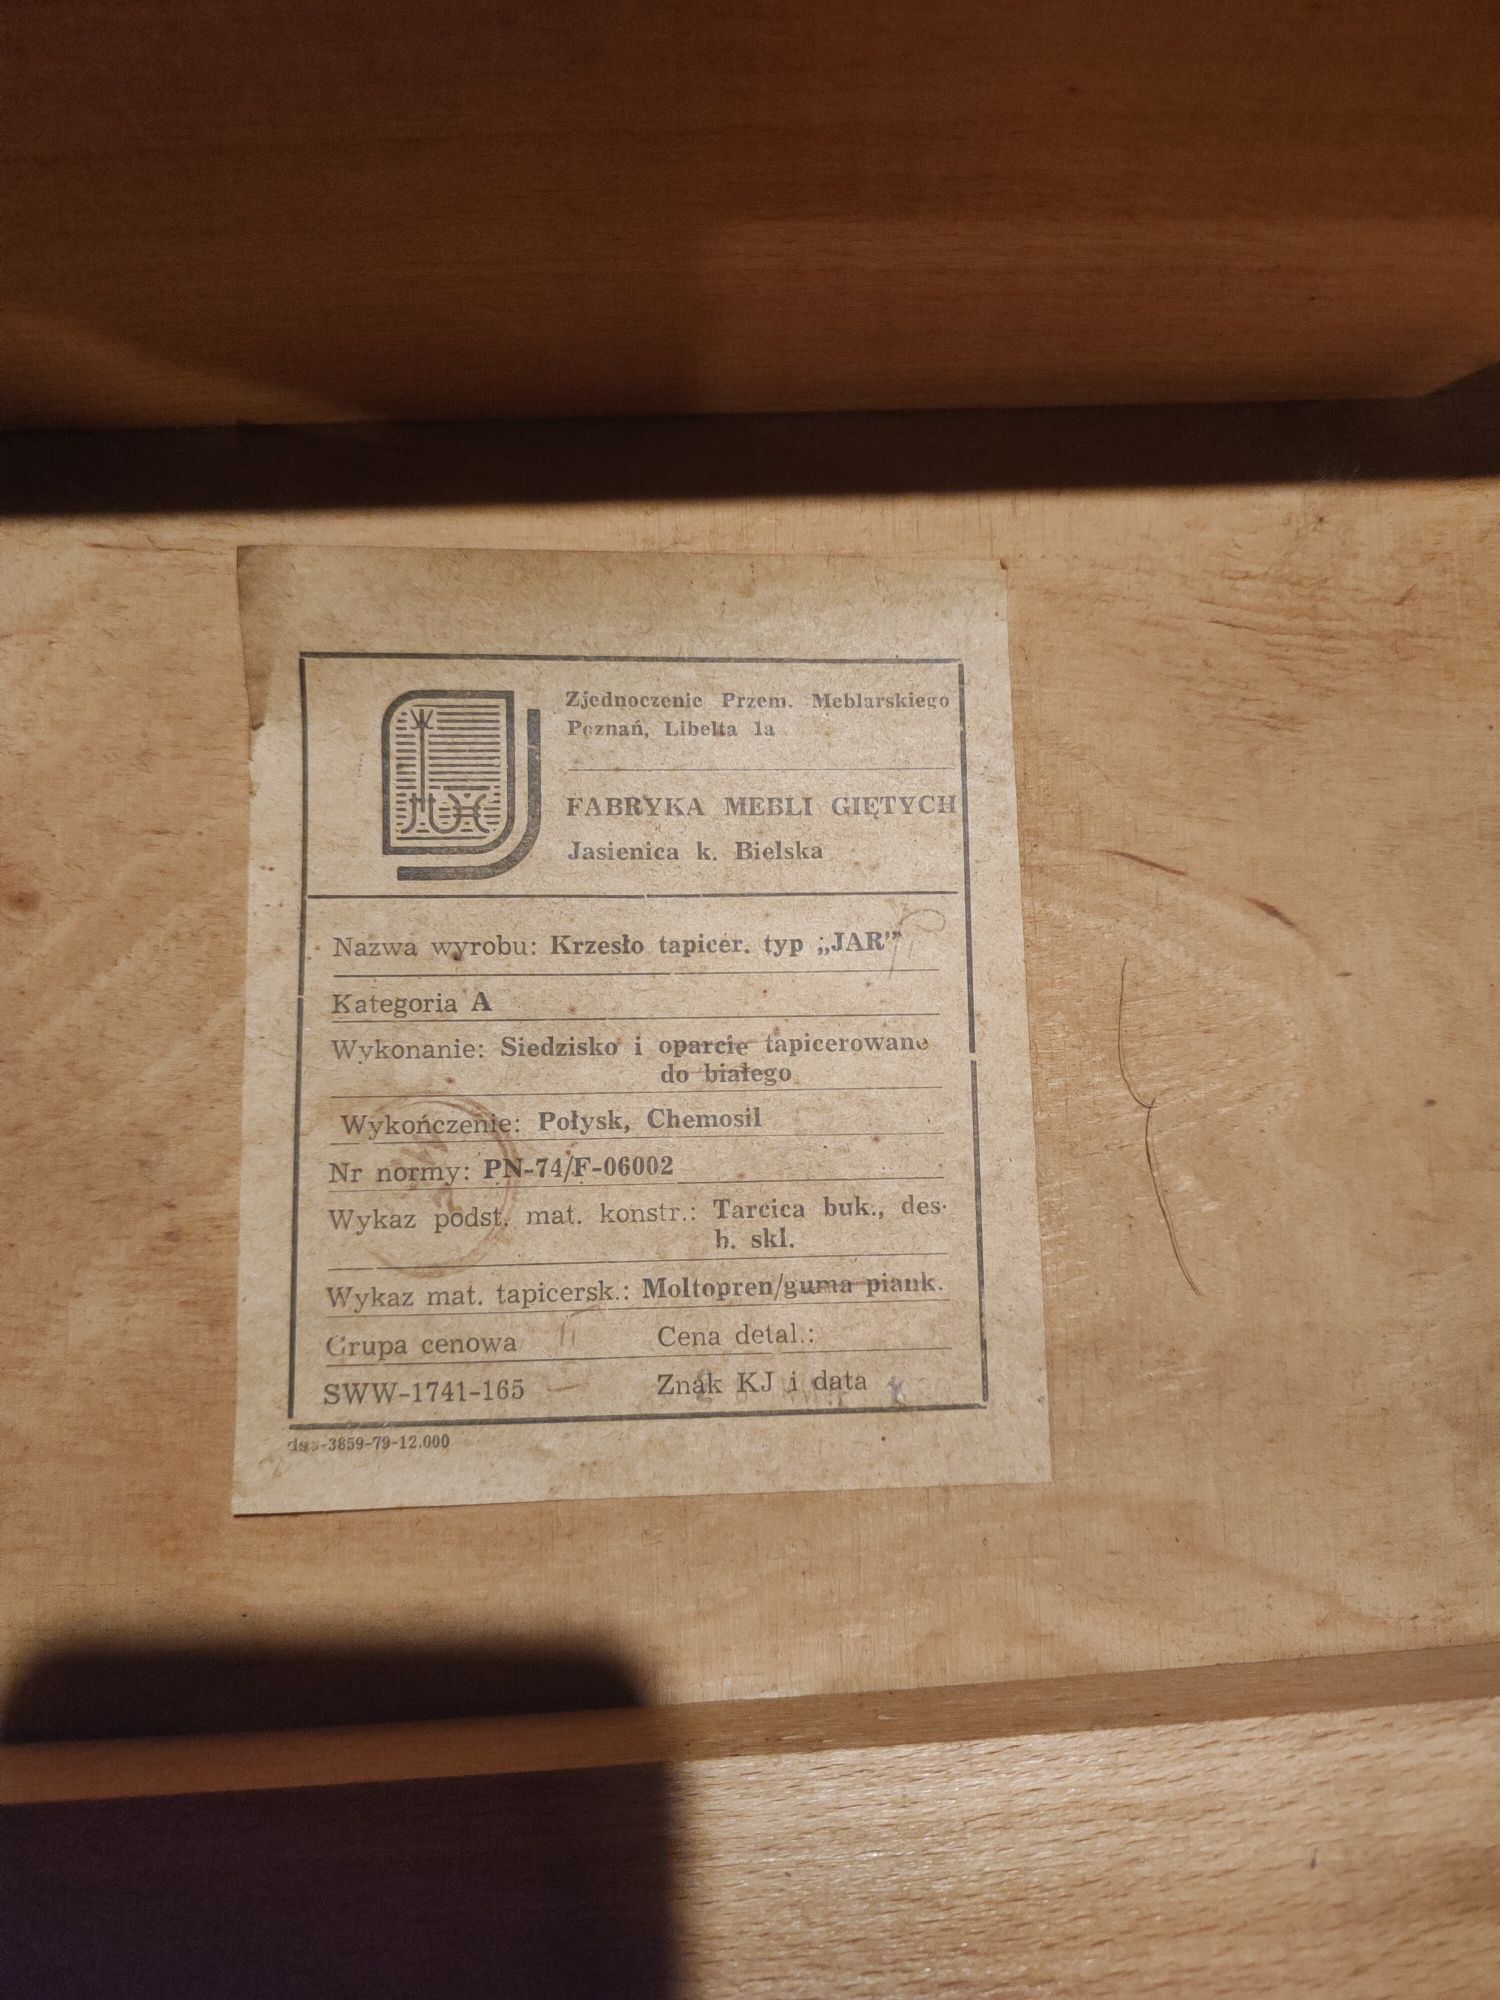 Zjednoczenie Przem. Meblarskiego
Poznań, Libelta 1a
FABRYKA MEBLI GIĘTYCH
Jasienica k. Bielska
Nazwa wyrobu: Krzesło tapicer. typ „JAR”
Kategoria A
Wykonanie: Siedzisko i oparcie tapicerowane
do białego
Wykończenie: Połysk, Chemosil
Nr normy: PN-74/F-06002
Wykaz podst. mat. konstr.: Tarcica buk., des.
h. skl.
Wykaz mat. tapicersk.: Moltopren/guma piank.
Grupa cenowa Cena detal.:
SWW-1741-165 Znak KJ i data
-3859-79-12.000